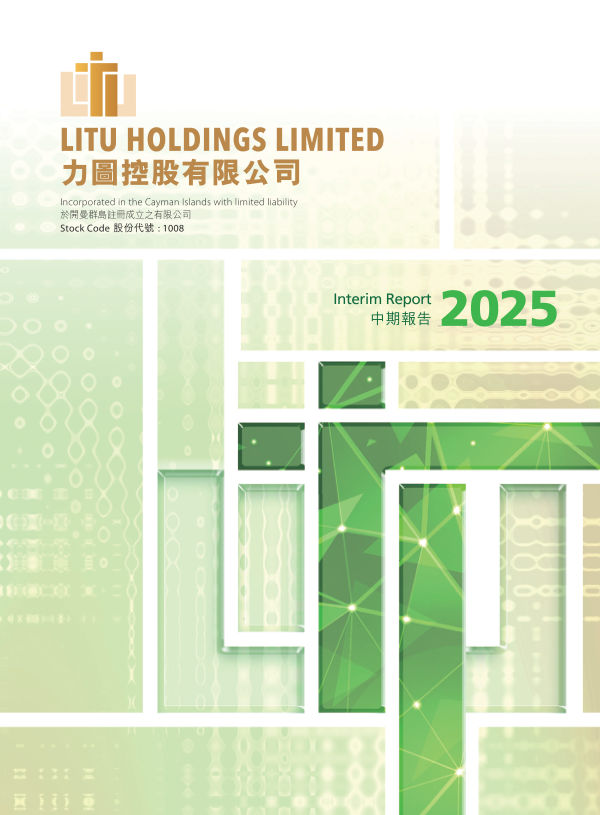 LITU HOLDINGS LIMITED
力圖控股有限公司
Incorporated in the Cayman Islands with limited liability
於開曼群島註冊成立之有限公司
Stock Code 股份代號 : 1008
Interim Report 2025
中期報告